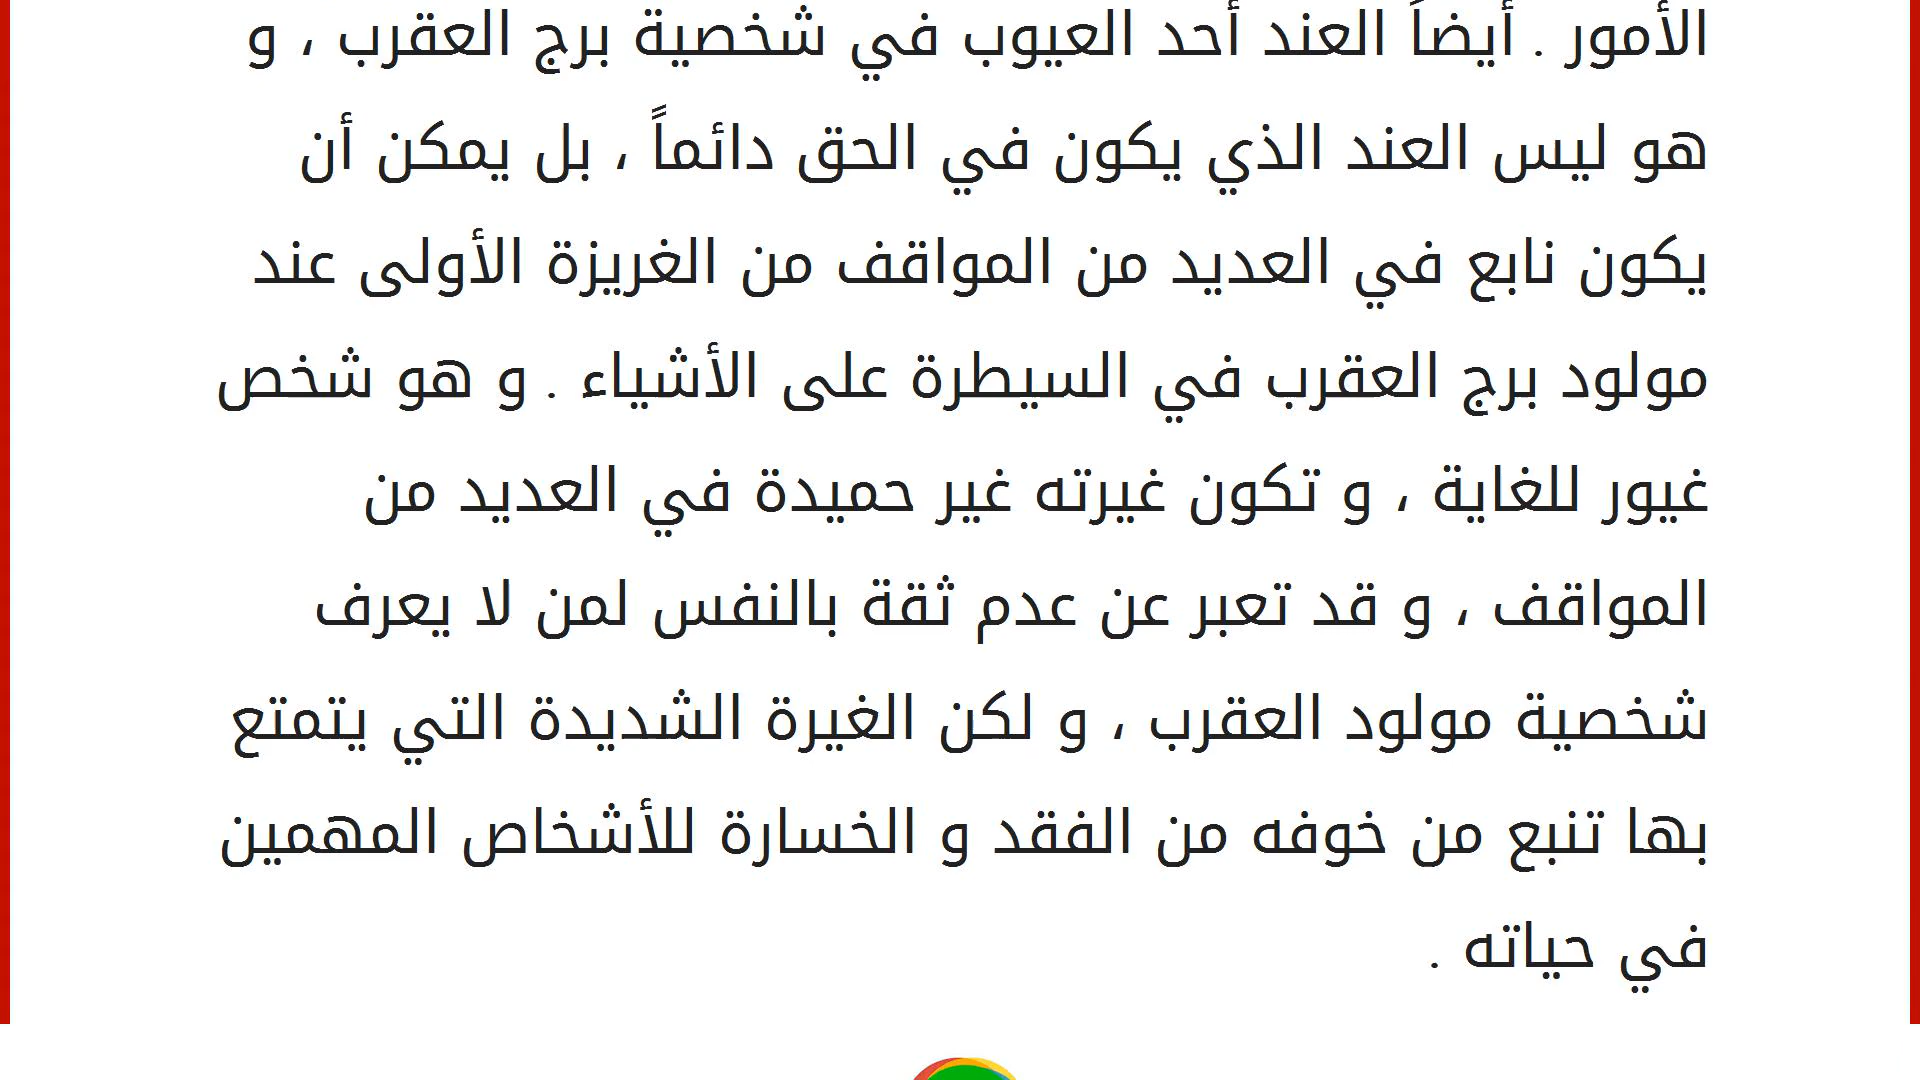 الأمور . أيضاً العند أحد العيوب في شخصية برج العقرب ، و
هو ليس العند الذي يكون في الحق دائماً ، بل يمكن أن
يكون نابع في العديد من المواقف من الغريزة الأولى عند
مولود برج العقرب في السيطرة على الأشياء . و هو شخص
غيور للغاية ، و تكون غيرته غير حميدة في العديد من
المواقف ، و قد تعبر عن عدم ثقة بالنفس لمن لا يعرف
شخصية مولود العقرب ، و لكن الغيرة الشديدة التي يتمتع
بها تنبع من خوفه من الفقد و الخسارة للأشخاص المهمين
في حياته .